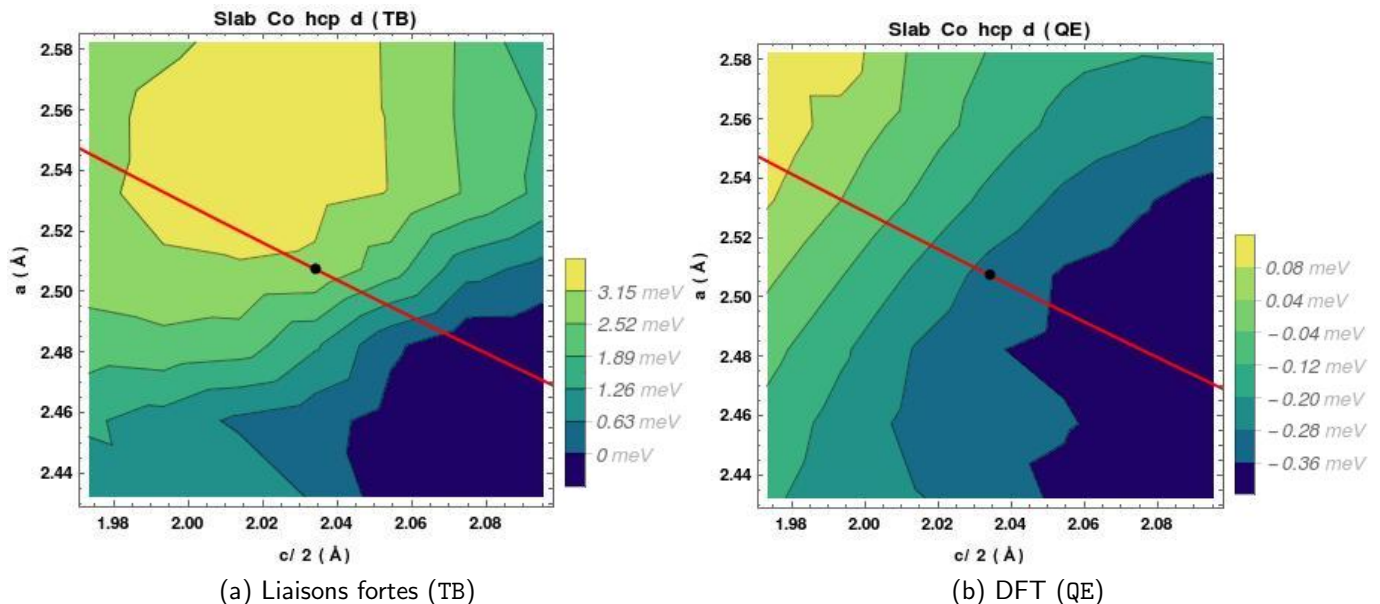 Slab Co hcp d (TB)
2.58
2.56
2.54
2.52
2.50
2.48
2.46
2.44
a (Å)
1.98 2.00 2.02 2.04 2.06 2.08
c/ 2 (Å)
3.15 meV
2.52 meV
1.89 meV
1.26 meV
0.63 meV
0 meV
(a) Liaisons fortes (TB)
Slab Co hcp d (QE)
2.58
2.56
2.54
2.52
2.50
2.48
2.46
2.44
a (Å)
1.98 2.00 2.02 2.04 2.06 2.08
c/ 2 (Å)
0.08 meV
0.04 meV
−0.04 meV
−0.12 meV
−0.20 meV
−0.28 meV
−0.36 meV
(b) DFT (QE)